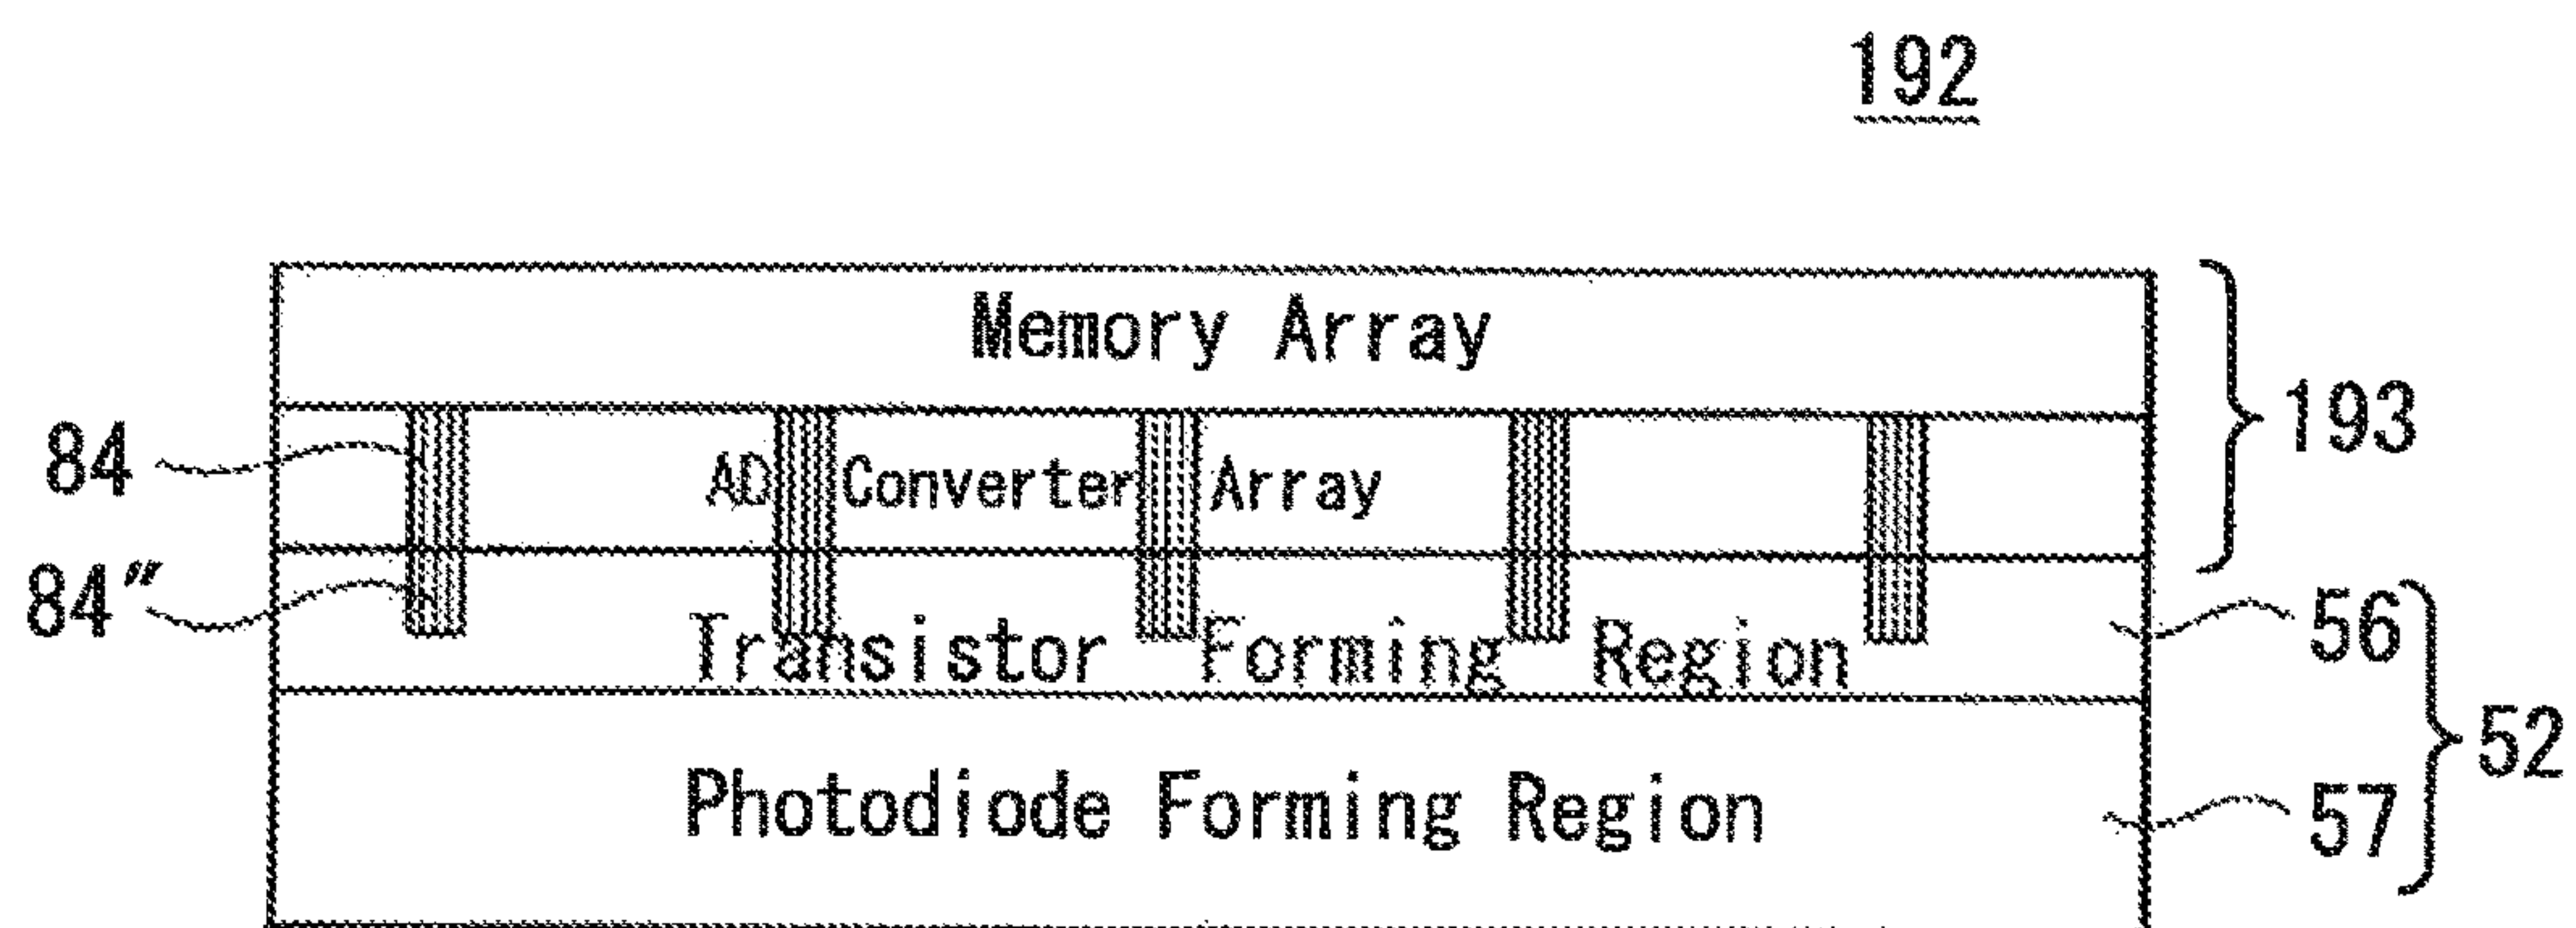 192
Memory Array
193
84
AD Converter Array
84″
Transistor Forming Region
56
52
Photodiode Forming Region
57